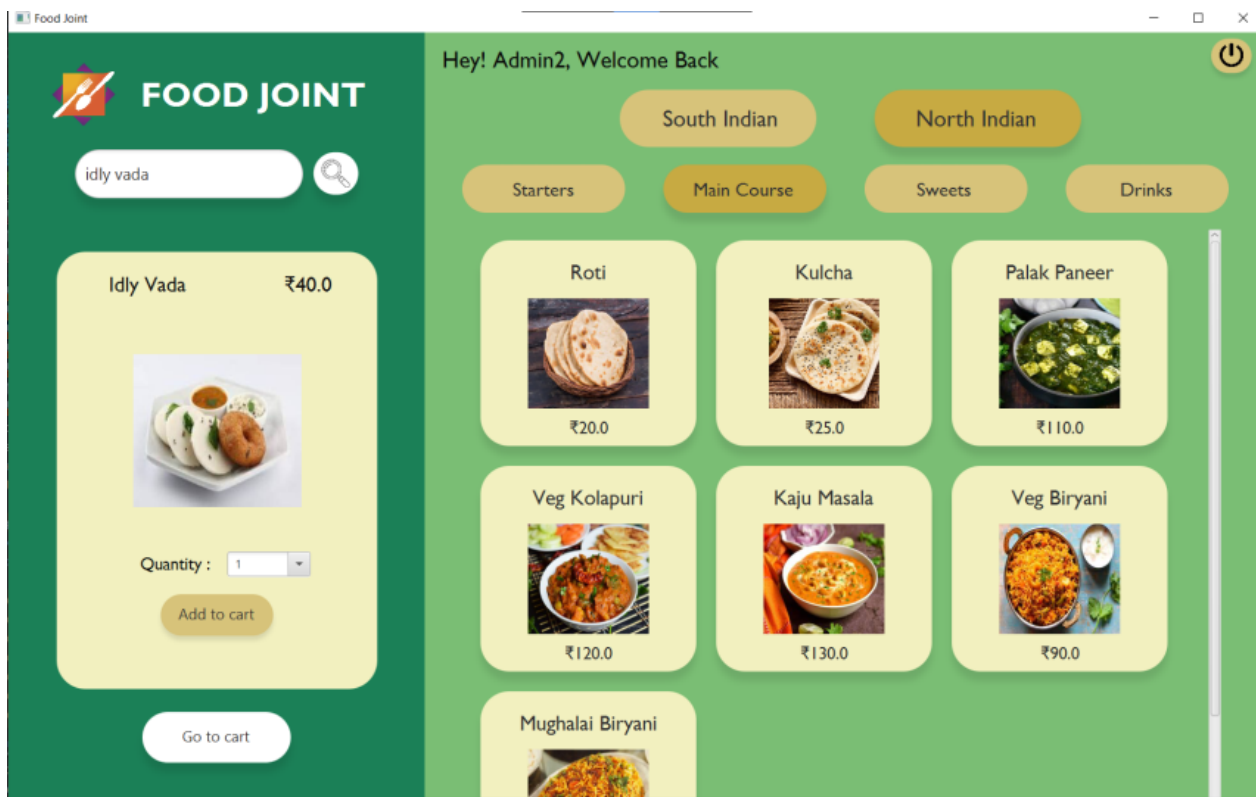 Food Joint
FOOD JOINT
idly vada
Idly Vada ₹40.0
Quantity : 1
Add to cart
Go to cart
Hey! Admin2, Welcome Back
South Indian North Indian
Starters Main Course Sweets Drinks
Roti Kulcha Palak Paneer
₹20.0 ₹25.0 ₹110.0
Veg Kolapuri Kaju Masala Veg Biryani
₹120.0 ₹130.0 ₹90.0
Mughalai Biryani